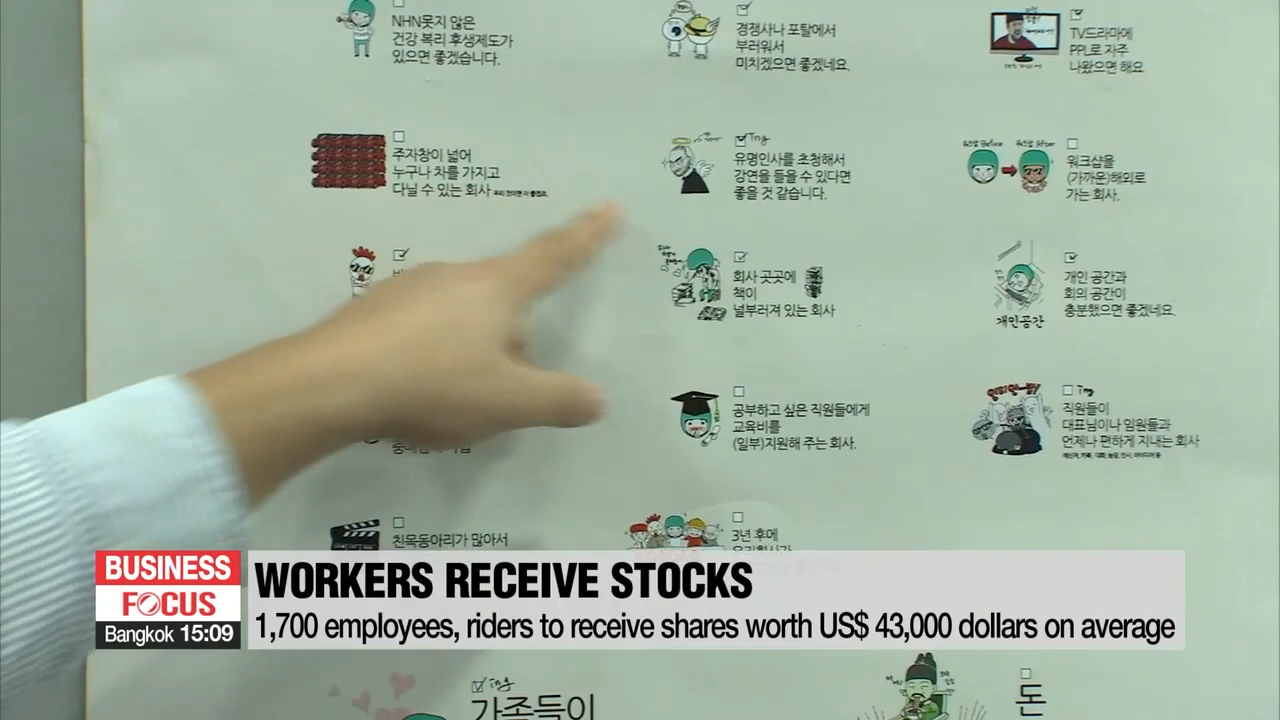 NHN못지 않은
건강 복리 후생제도가
있으면 좋겠습니다.
경쟁사나 포탈에서
부러워서
미치겠으면 좋겠네요.
TV드라마에
PPL로 자주
나왔으면 해요
주차장이 넓어
누구나 차를 가지고
다닐 수 있는 회사
Ing
유명인사를 초청해서
강연을 들을 수 있다면
좋을 것 같습니다.
워크샵을
(가까운)해외로
가는 회사.
회사 곳곳에
책이
널부러져 있는 회사
개인 공간과
회의 공간이
충분했으면 좋겠네요.
개인공간
공부하고 싶은 직원들에게
교육비를
(일부)지원해 주는 회사.
Ing
직원들이
대표님이나 임원들과
언제나 편하게 지내는 회사
친목동아리가 많아서
3년 후에
BUSINESS
FOCUS
Bangkok 15:09
WORKERS RECEIVE STOCKS
1,700 employees, riders to receive shares worth US$ 43,000 dollars on average
Ing
가족들이
돈